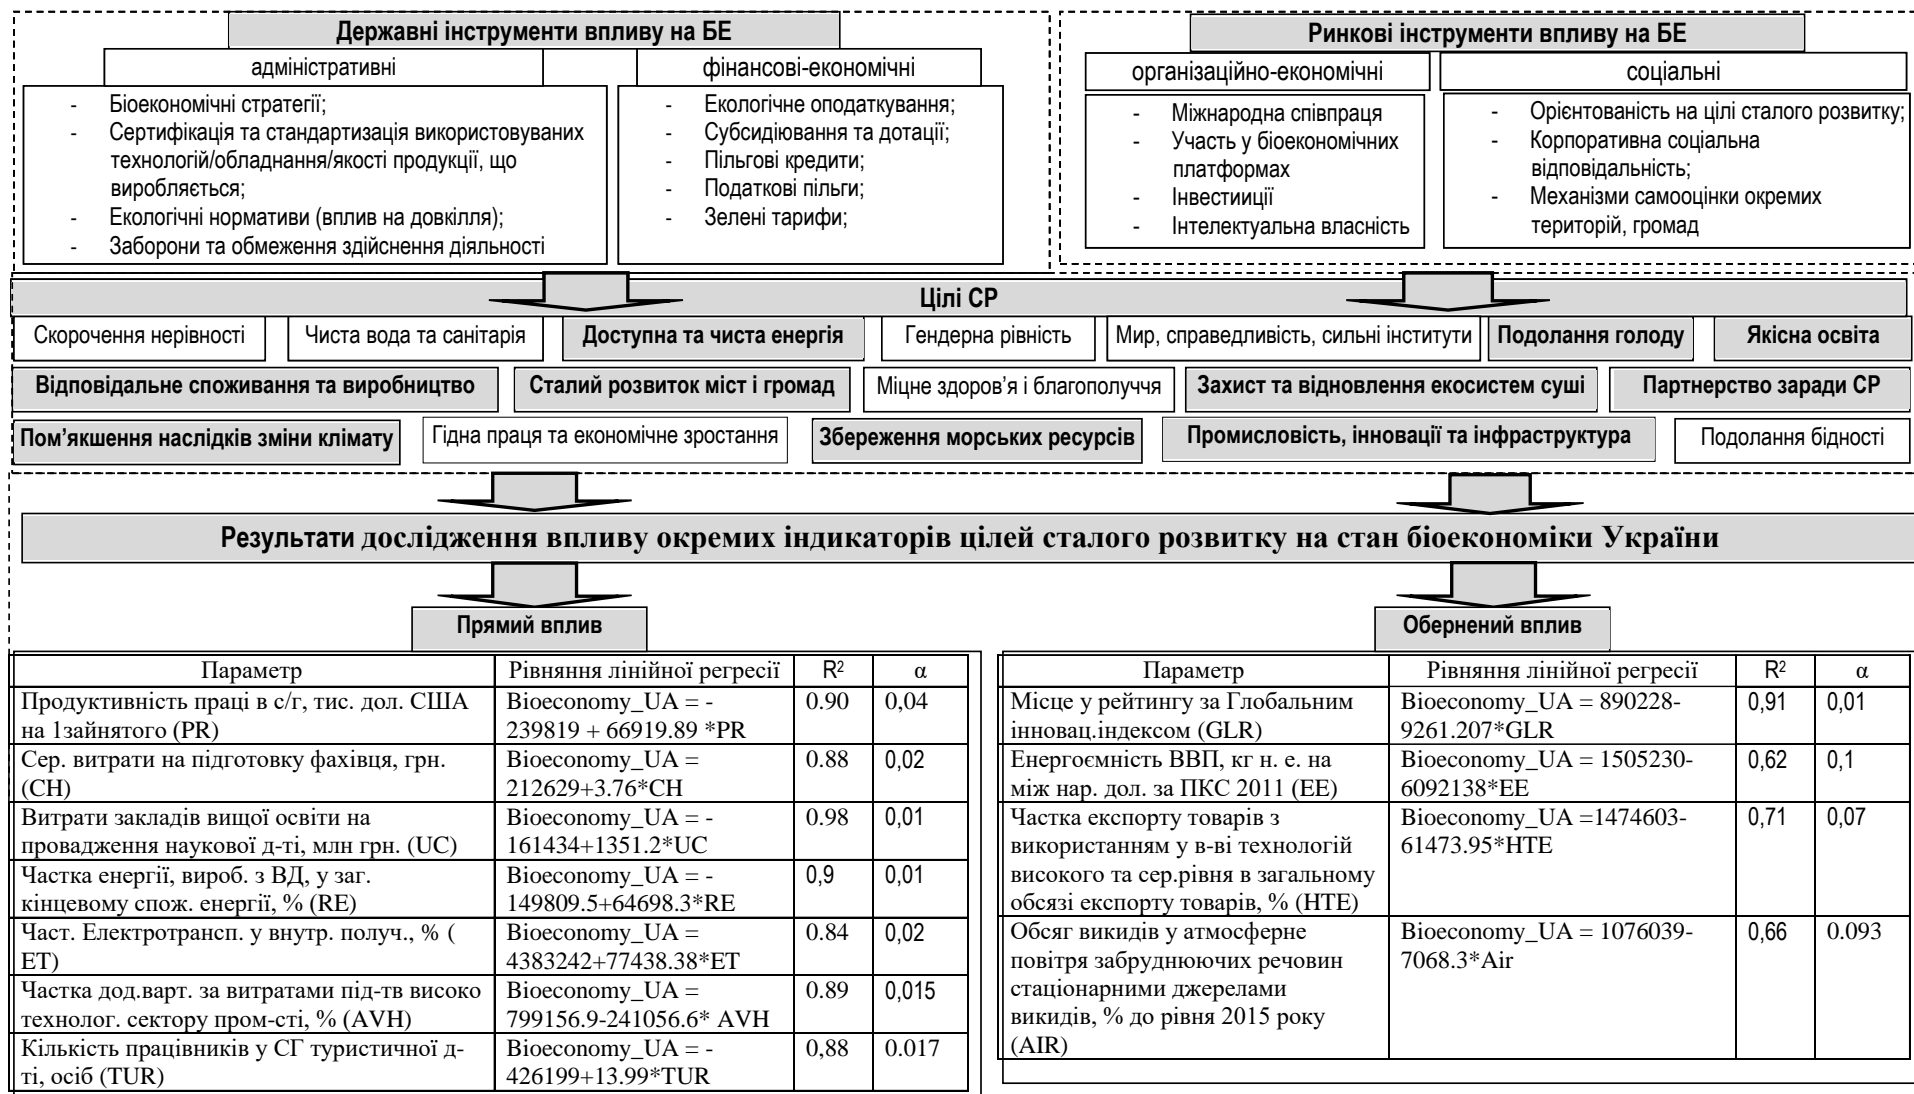 Державні інструменти впливу на БЕ
адміністративні
фінансові-економічні
- Біоекономічні стратегії;
- Сертифікація та стандартизація використовуваних
технологій/обладнання/якості продукції, що
виробляється;
- Екологічні нормативи (вплив на довкілля);
- Заборони та обмеження здійснення діяльності
- Екологічне оподаткування;
- Субсидіювання та дотації;
- Пільгові кредити;
- Податкові пільги;
- Зелені тарифи;
Ринкові інструменти впливу на БЕ
організаційно-економічні
соціальні
- Міжнародна співпраця
- Участь у біоекономічних
платформах
- Інвестииції
- Інтелектуальна власність
- Орієнтованість на цілі сталого розвитку;
- Корпоративна соціальна
відповідальність;
- Механізми самооцінки окремих
територій, громад
Цілі СР
Скорочення нерівності
Чиста вода та санітарія
Доступна та чиста енергія
Гендерна рівність
Мир, справедливість, сильні інститути
Подолання голоду
Якісна освіта
Відповідальне споживання та виробництво
Сталий розвиток міст і громад
Міцне здоров’я і благополуччя
Захист та відновлення екосистем суші
Партнерство заради СР
Пом’якшення наслідків зміни клімату
Гідна праця та економічне зростання
Збереження морських ресурсів
Промисловість, інновації та інфраструктура
Подолання бідності
Результати дослідження впливу окремих індикаторів цілей сталого розвитку на стан біоекономіки України
Прямий вплив
Параметр
Рівняння лінійної регресії
R²
α
Продуктивність праці в с/г, тис. дол. США
на 1зайнятого (PR)
Bioeconomy_UA = -
239819 + 66919.89 *PR
0.90
0,04
Сер. витрати на підготовку фахівця, грн.
(CH)
Bioeconomy_UA =
212629+3.76*CH
0.88
0,02
Витрати закладів вищої освіти на
провадження наукової д-ті, млн грн. (UC)
Bioeconomy_UA = -
161434+1351.2*UC
0.98
0,01
Частка енергії, вироб. з ВД, у заг.
кінцевому спож. енергії, % (RE)
Bioeconomy_UA = -
149809.5+64698.3*RE
0,9
0,01
Част. Електротрансп. у внутр. получ., % (
ET)
Bioeconomy_UA =
4383242+77438.38*ET
0.84
0,02
Частка дод.варт. за витратами під-тв високо
технолог. сектору пром-сті, % (AVH)
Bioeconomy_UA =
799156.9-241056.6* AVH
0.89
0,015
Кількість працівників у СГ туристичної д-
ті, осіб (TUR)
Bioeconomy_UA = -
426199+13.99*TUR
0,88
0.017
Обернений вплив
Параметр
Рівняння лінійної регресії
R²
α
Місце у рейтингу за Глобальним
інновац.індексом (GLR)
Bioeconomy_UA = 890228-
9261.207*GLR
0,91
0,01
Енергоємність ВВП, кг н. е. на
між нар. дол. за ПКС 2011 (EE)
Bioeconomy_UA = 1505230-
6092138*EE
0,62
0,1
Частка експорту товарів з
використанням у в-ві технологій
високого та сер.рівня в загальному
обсязі експорту товарів, % (HTE)
Bioeconomy_UA =1474603-
61473.95*HTE
0,71
0,07
Обсяг викидів у атмосферне
повітря забруднюючих речовин
стаціонарними джерелами
викидів, % до рівня 2015 року
(AIR)
Bioeconomy_UA = 1076039-
7068.3*Air
0,66
0.093